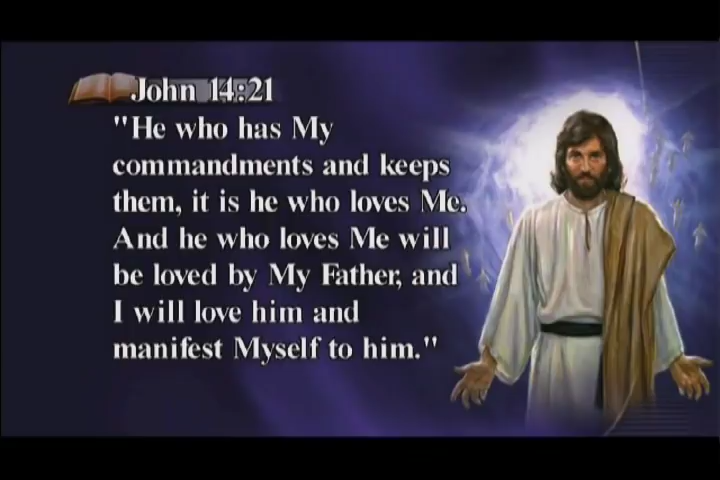 John 14:21
"He who has My
commandments and keeps
them, it is he who loves Me.
And he who loves Me will
be loved by My Father, and
I will love him and
manifest Myself to him."